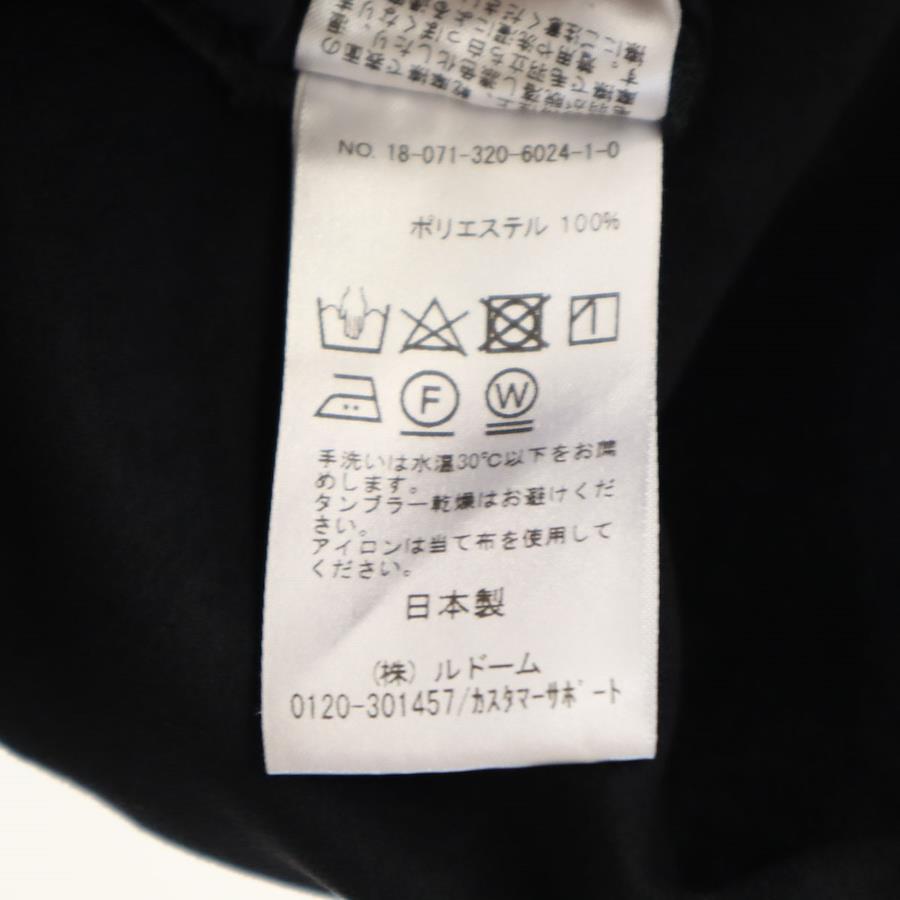 NO. 18-071-320-6024-1-0
ポリエステル 100%
F
W
手洗いは水温30℃以下をお薦
めします。
タンブラー乾燥はお避けくだ
さい。
アイロンは当て布を使用して
ください。
日本製
(株) ルドーム
0120-301457/カスタマーサポート